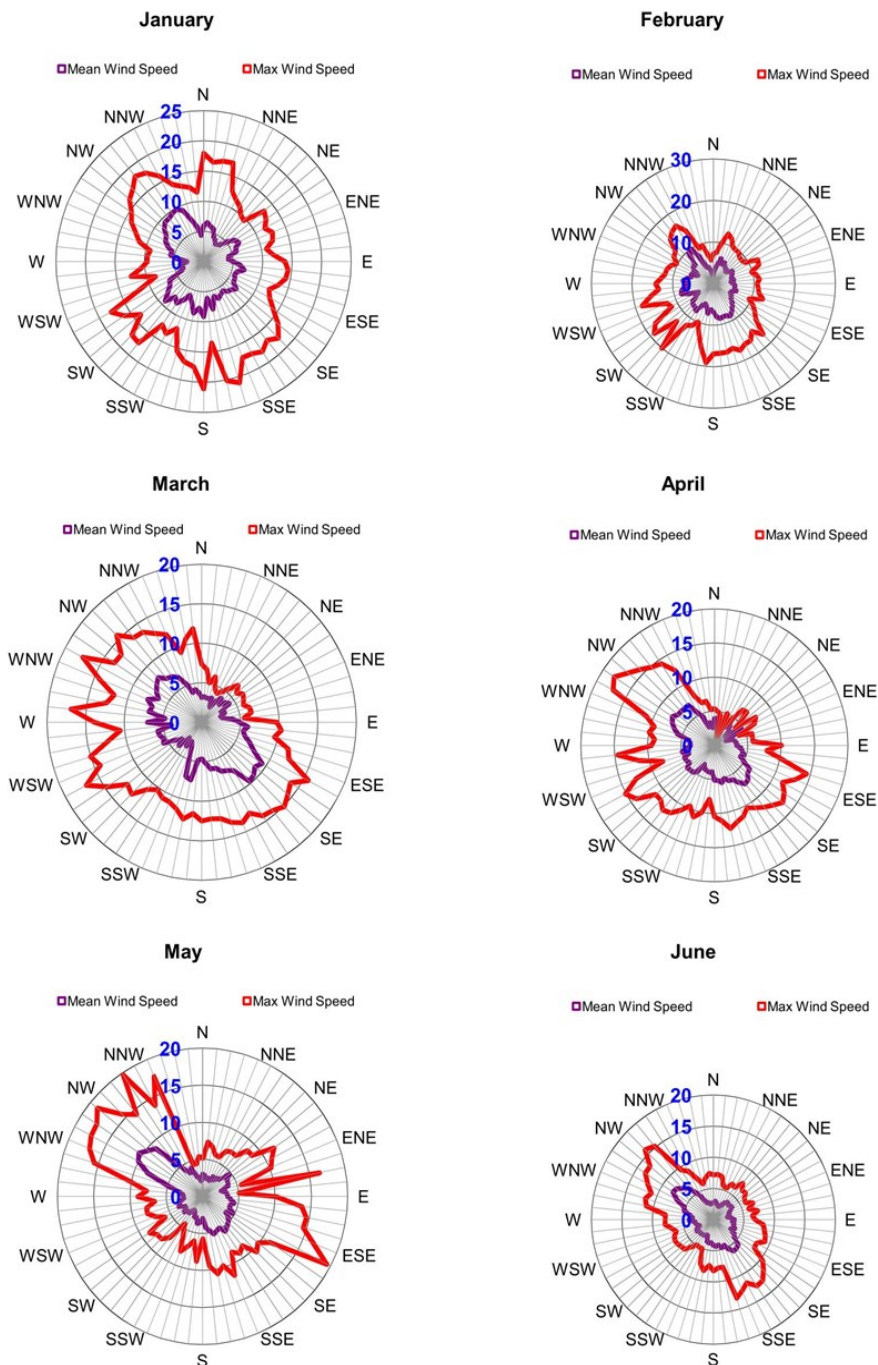 January
Mean Wind Speed Max Wind Speed
N
NNE
NE
ENE
E
ESE
SE
SSE
S
SSW
SW
WSW
W
WNW
NW
NNW
25
20
15
10
5
0
February
Mean Wind Speed Max Wind Speed
N
NNE
NE
ENE
E
ESE
SE
SSE
S
SSW
SW
WSW
W
WNW
NW
NNW
30
20
10
0
March
Mean Wind Speed Max Wind Speed
N
NNE
NE
ENE
E
ESE
SE
SSE
S
SSW
SW
WSW
W
WNW
NW
NNW
20
15
10
5
0
April
Mean Wind Speed Max Wind Speed
N
NNE
NE
ENE
E
ESE
SE
SSE
S
SSW
SW
WSW
W
WNW
NW
NNW
20
15
10
5
0
May
Mean Wind Speed Max Wind Speed
N
NNE
NE
ENE
E
ESE
SE
SSE
S
SSW
SW
WSW
W
WNW
NW
NNW
20
15
10
5
0
June
Mean Wind Speed Max Wind Speed
N
NNE
NE
ENE
E
ESE
SE
SSE
S
SSW
SW
WSW
W
WNW
NW
NNW
20
15
10
5
0